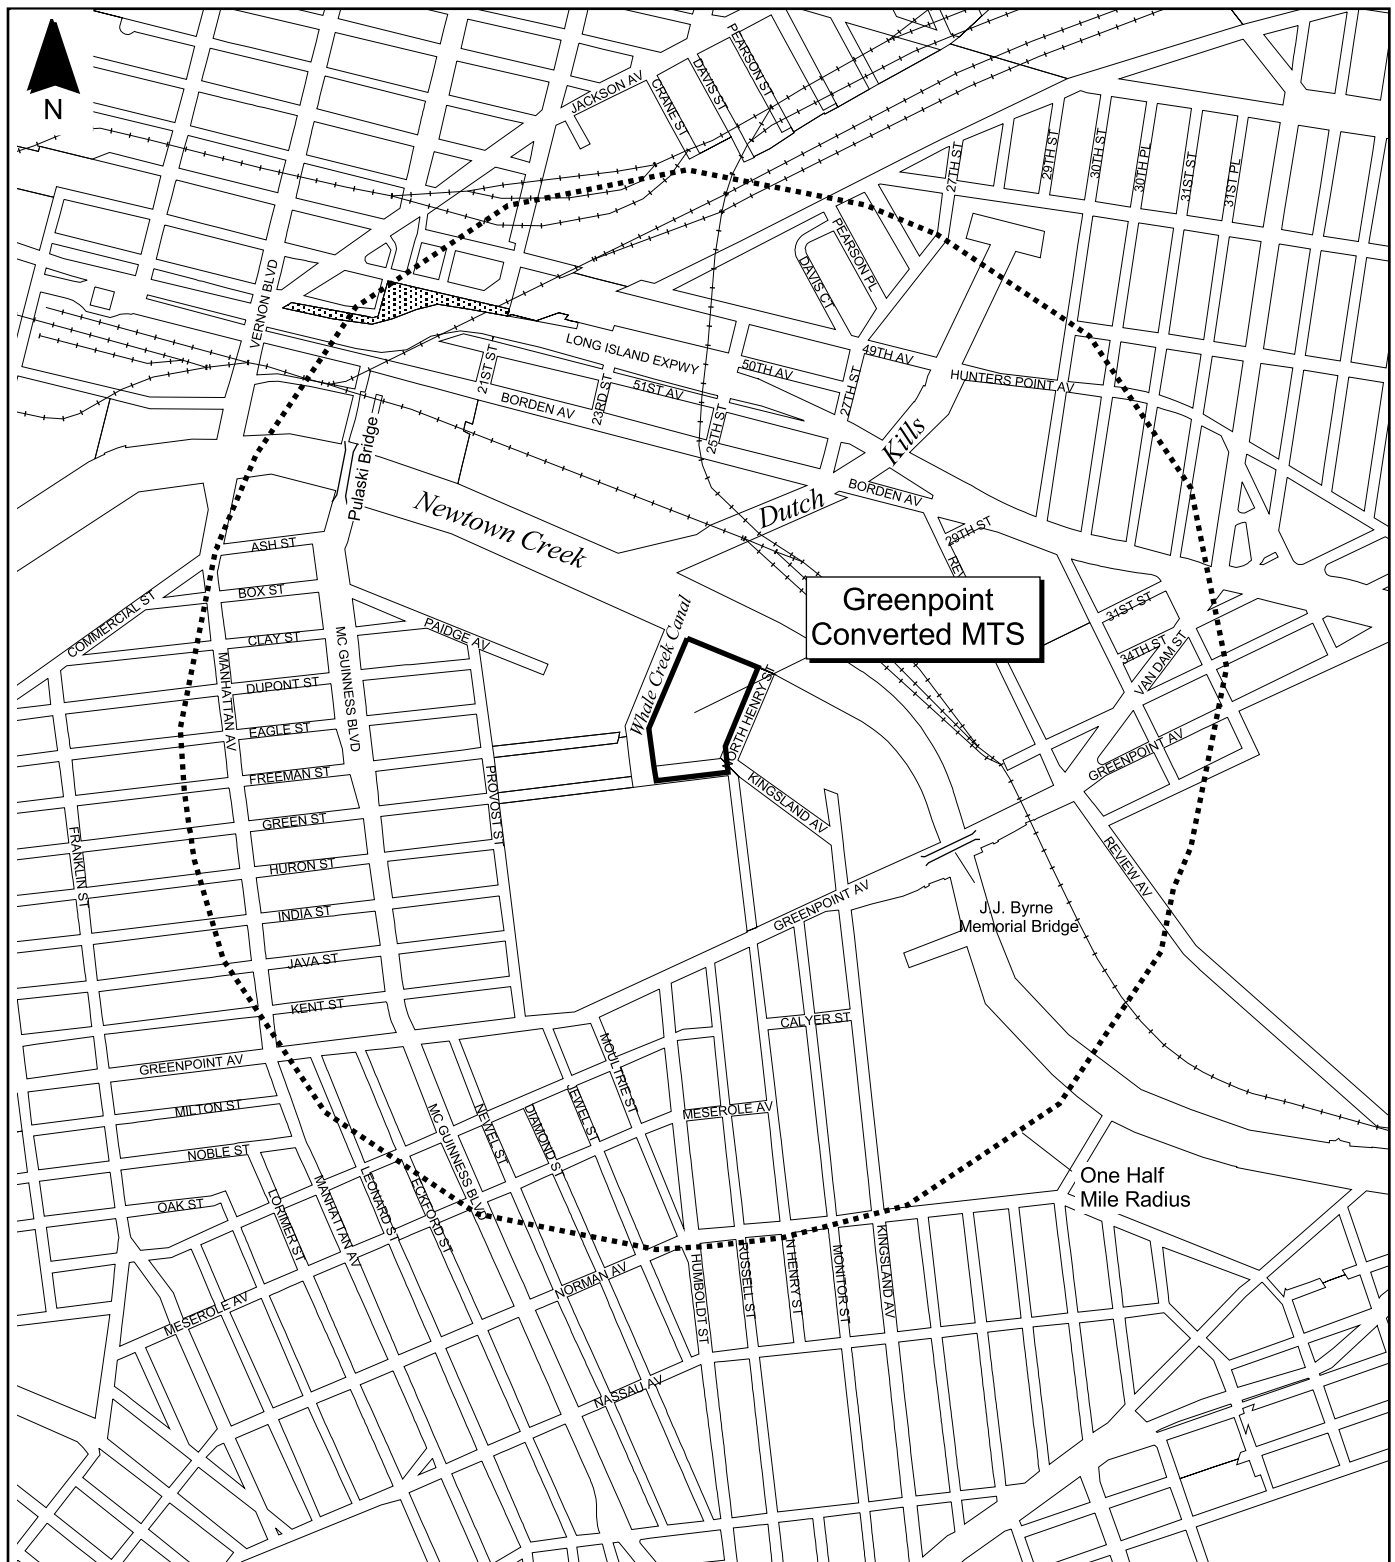 N
PEARSON ST
DAVIS ST
JACKSON AV
CRANE ST
27TH ST
29TH ST
30TH ST
30TH PL
31ST ST
31ST PL
PEARSON PL
DAVIS CT
VERNON BLVD
LONG ISLAND EXPWY
49TH AV
50TH AV
HUNTERS POINT AV
21ST ST
23RD ST
51ST AV
27TH ST
BORDEN AV
25TH ST
Pulaski Bridge
Kills
Dutch
BORDEN AV
Newtown Creek
29TH ST
ASH ST
BOX ST
COMMERCIAL ST
CLAY ST
PAIDGE AV
MC GUINNESS BLVD
MANHATTAN AV
DUPONT ST
EAGLE ST
FREEMAN ST
GREEN ST
HURON ST
INDIA ST
JAVA ST
KENT ST
FRANKLIN ST
PROVOST ST
Whale Creek Canal
Greenpoint
Converted MTS
31ST ST
34TH ST
VAN DAM ST
GREENPOINT AV
NORTH HENRY ST
KINGSLAND AV
REVIEW AV
GREENPOINT AV
J.J. Byrne
Memorial Bridge
CALYER ST
MOULTRIE ST
GREENPOINT AV
MILTON ST
NOBLE ST
OAK ST
MESEROLE AV
JEWEL ST
DIAMOND ST
NEWEL ST
MC GUINNESS BLVD
One Half
Mile Radius
LORIMER ST
MANHATTAN AV
LEONARD ST
ECKFORD ST
NORMAN AV
HUMBOLDT ST
RUSSELL ST
N HENRY ST
MONITOR ST
KINGSLAND AV
MESEROLE AV
NASSAU AV